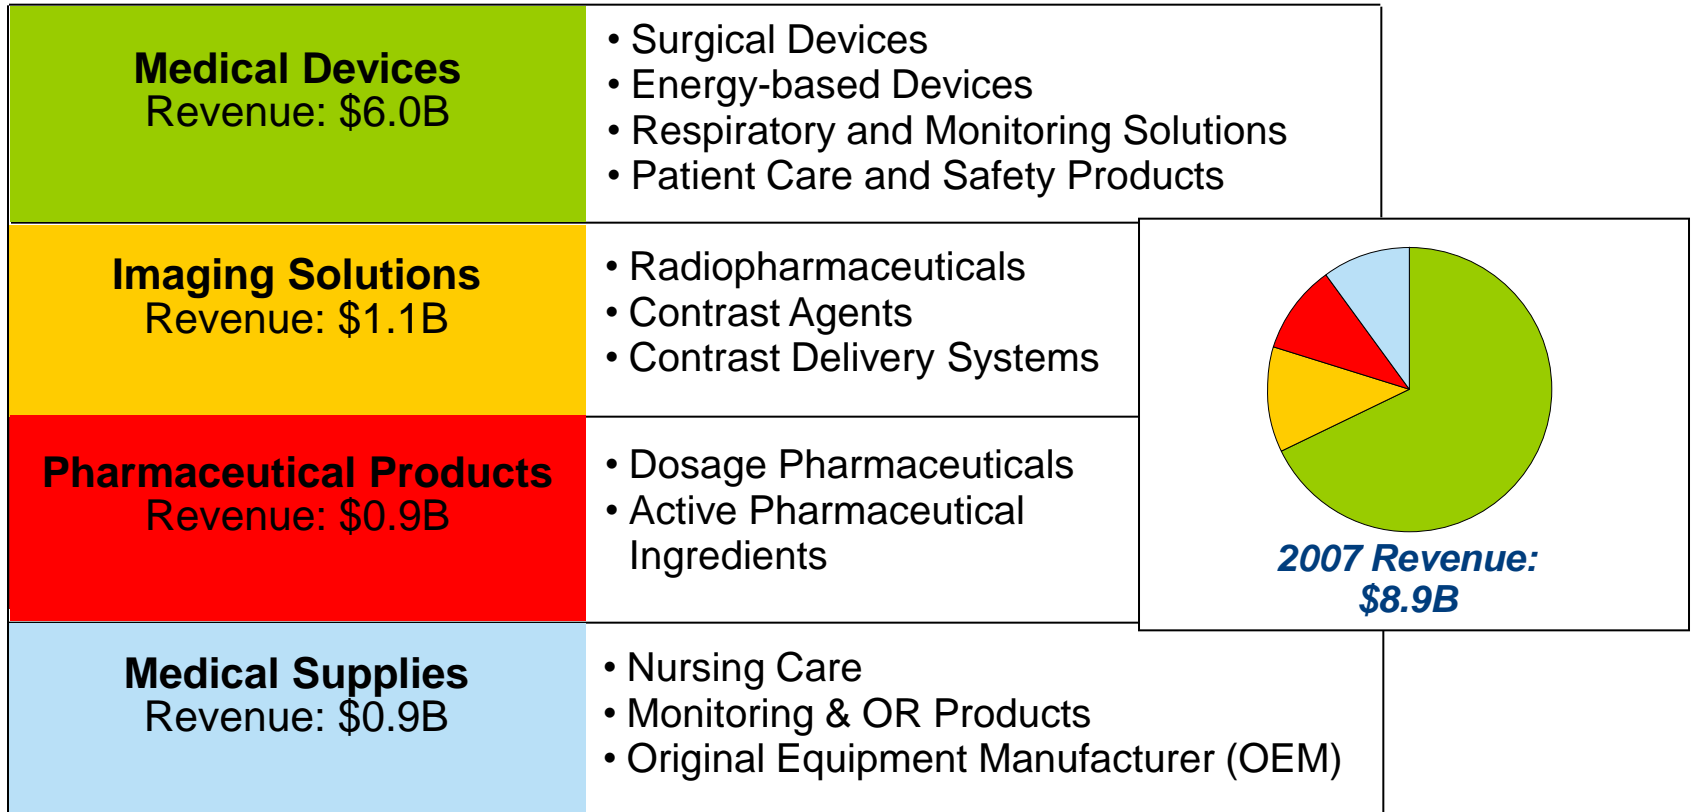 Medical Devices
Revenue: $6.0B
• Surgical Devices
• Energy-based Devices
• Respiratory and Monitoring Solutions
• Patient Care and Safety Products
Imaging Solutions
Revenue: $1.1B
• Radiopharmaceuticals
• Contrast Agents
• Contrast Delivery Systems
Pharmaceutical Products
Revenue: $0.9B
• Dosage Pharmaceuticals
• Active Pharmaceutical
Ingredients
2007 Revenue:
$8.9B
Medical Supplies
Revenue: $0.9B
• Nursing Care
• Monitoring & OR Products
• Original Equipment Manufacturer (OEM)